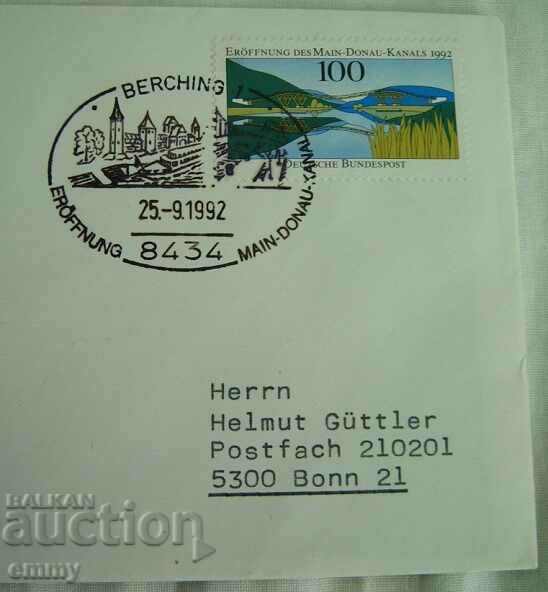 ERÖFFNUNG DES MAIN-DONAU-KANALS 1992
100
DEUTSCHE BUNDESPOST
BERCHING 1
25.-9.1992
8434
ERÖFFNUNG MAIN-DONAU-KANAL
Herrn
Helmut Güttler
Postfach 210201
5300 Bonn 21
BALKAN
auction
emmy